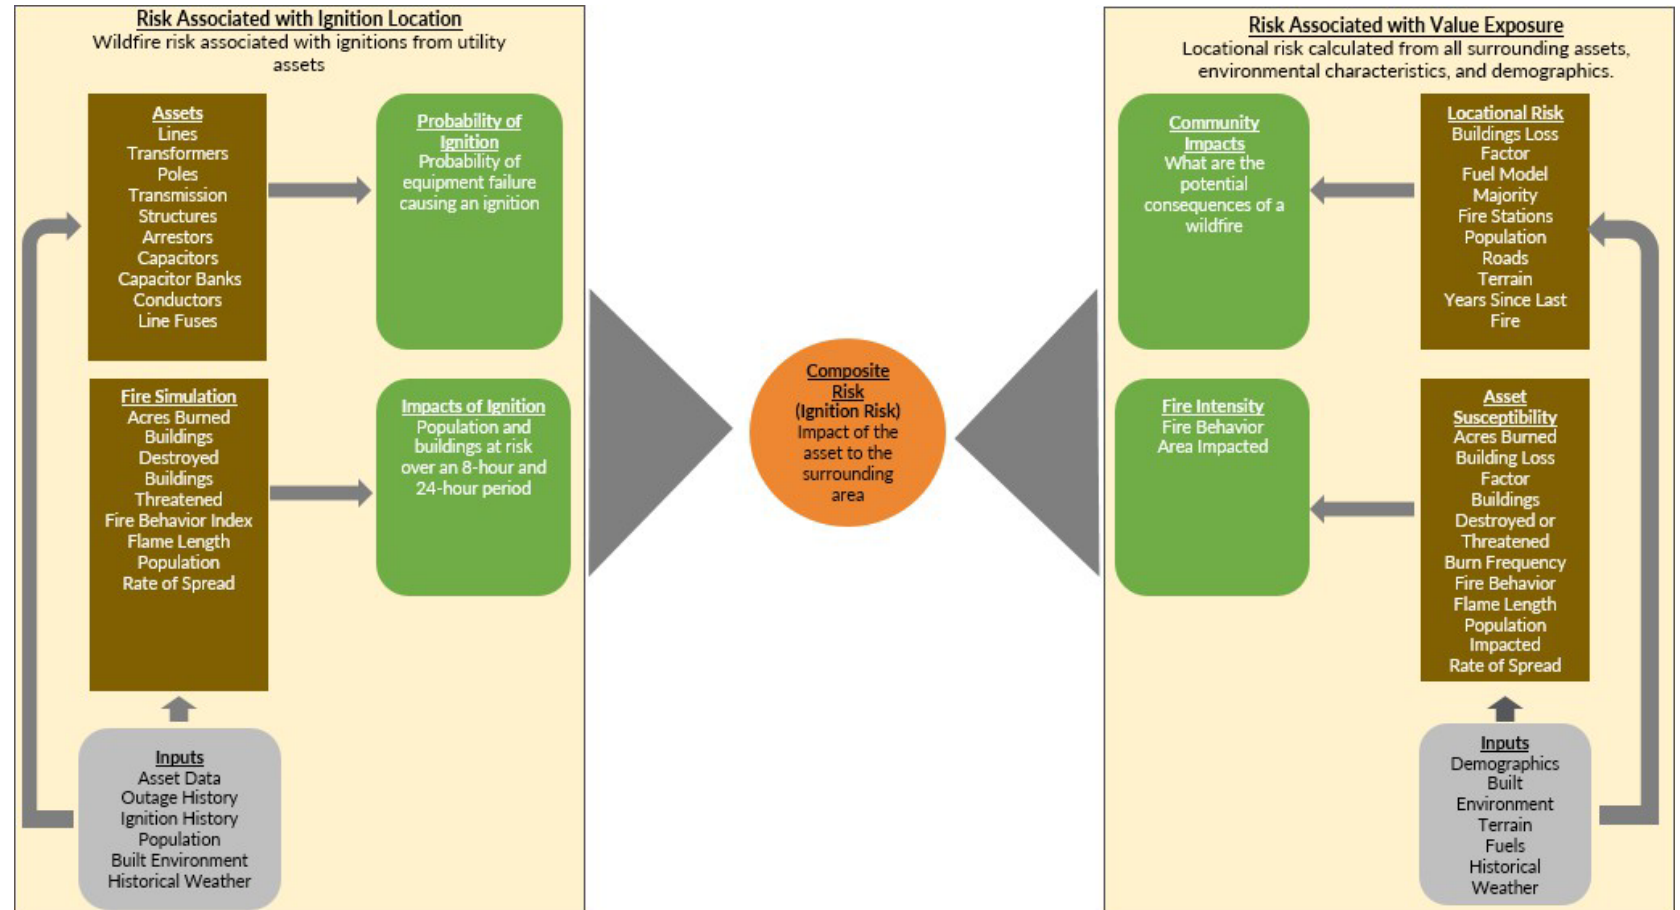 Risk Associated with Ignition Location
Wildfire risk associated with ignitions from utility
assets
Assets
Lines
Transformers
Poles
Transmission
Structures
Arrestors
Capacitors
Capacitor Banks
Conductors
Line Fuses
Probability of
Ignition
Probability of
equipment failure
causing an ignition
Fire Simulation
Acres Burned
Buildings
Destroyed
Buildings
Threatened
Fire Behavior Index
Flame Length
Population
Rate of Spread
Impacts of Ignition
Population and
buildings at risk
over an 8-hour and
24-hour period
Inputs
Asset Data
Outage History
Ignition History
Population
Built Environment
Historical Weather
Composite
Risk
(Ignition Risk)
Impact of the
asset to the
surrounding
area
Risk Associated with Value Exposure
Locational risk calculated from all surrounding assets,
environmental characteristics, and demographics.
Community
Impacts
What are the
potential
consequences of a
wildfire
Locational Risk
Buildings Loss
Factor
Fuel Model
Majority
Fire Stations
Population
Roads
Terrain
Years Since Last
Fire
Fire Intensity
Fire Behavior
Area Impacted
Asset
Susceptibility
Acres Burned
Building Loss
Factor
Buildings
Destroyed or
Threatened
Burn Frequency
Fire Behavior
Flame Length
Population
Impacted
Rate of Spread
Inputs
Demographics
Built
Environment
Terrain
Fuels
Historical
Weather